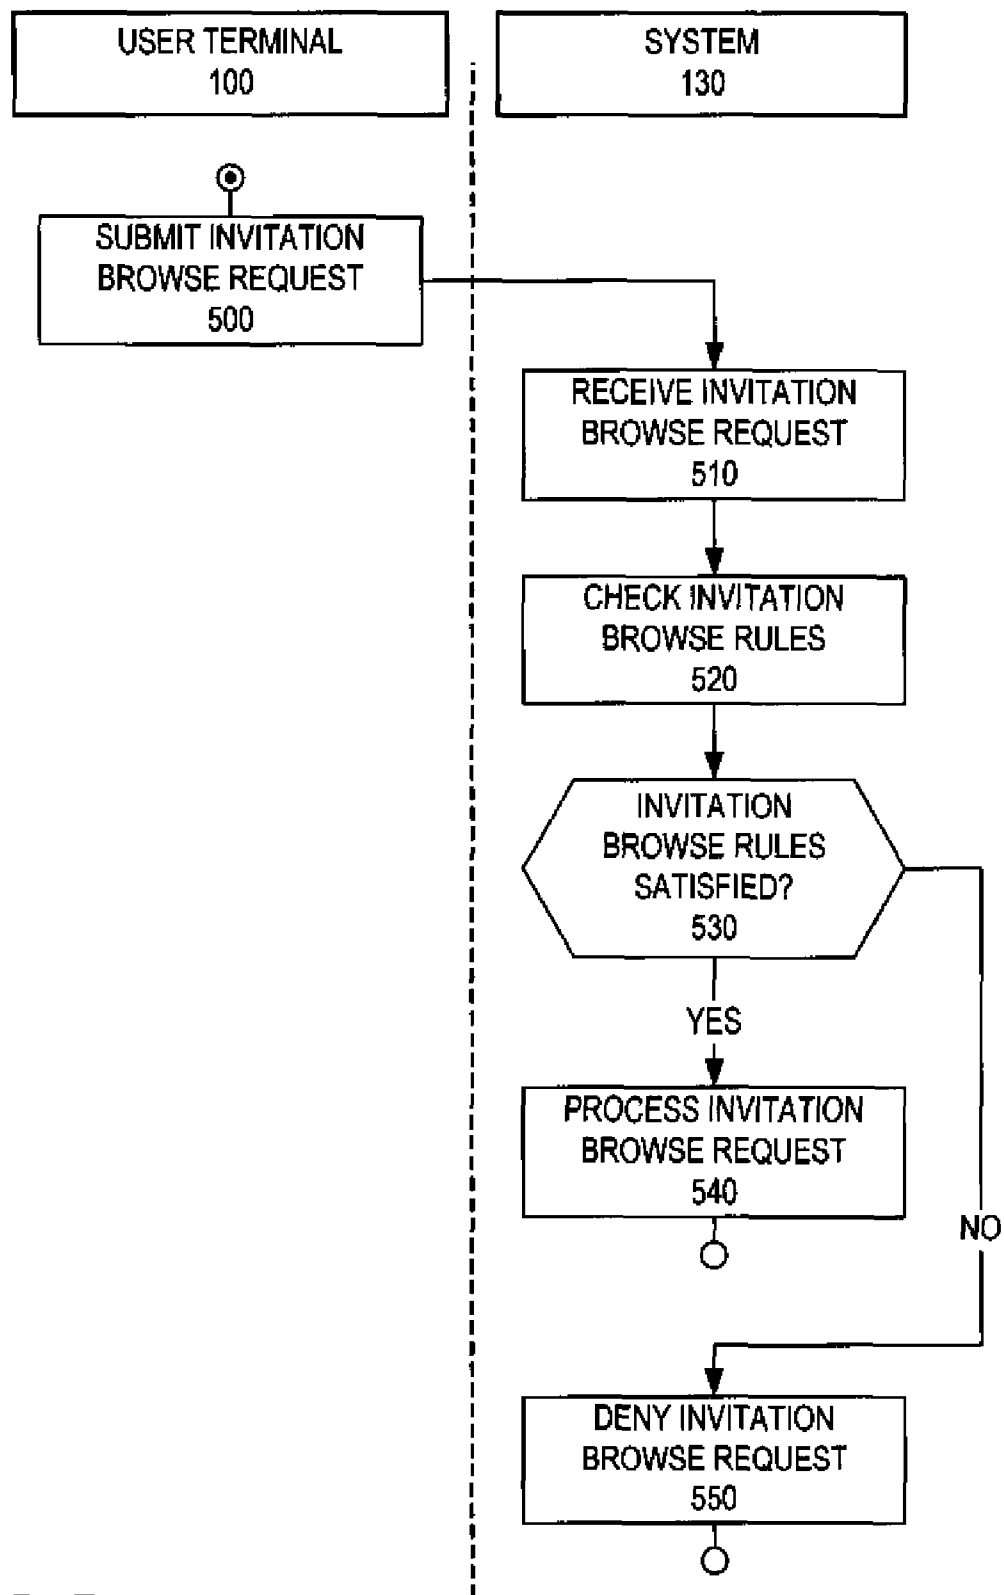 USER TERMINAL
100
SYSTEM
130
SUBMIT INVITATION
BROWSE REQUEST
500
RECEIVE INVITATION
BROWSE REQUEST
510
CHECK INVITATION
BROWSE RULES
520
INVITATION
BROWSE RULES
SATISFIED?
530
YES
PROCESS INVITATION
BROWSE REQUEST
540
NO
DENY INVITATION
BROWSE REQUEST
550